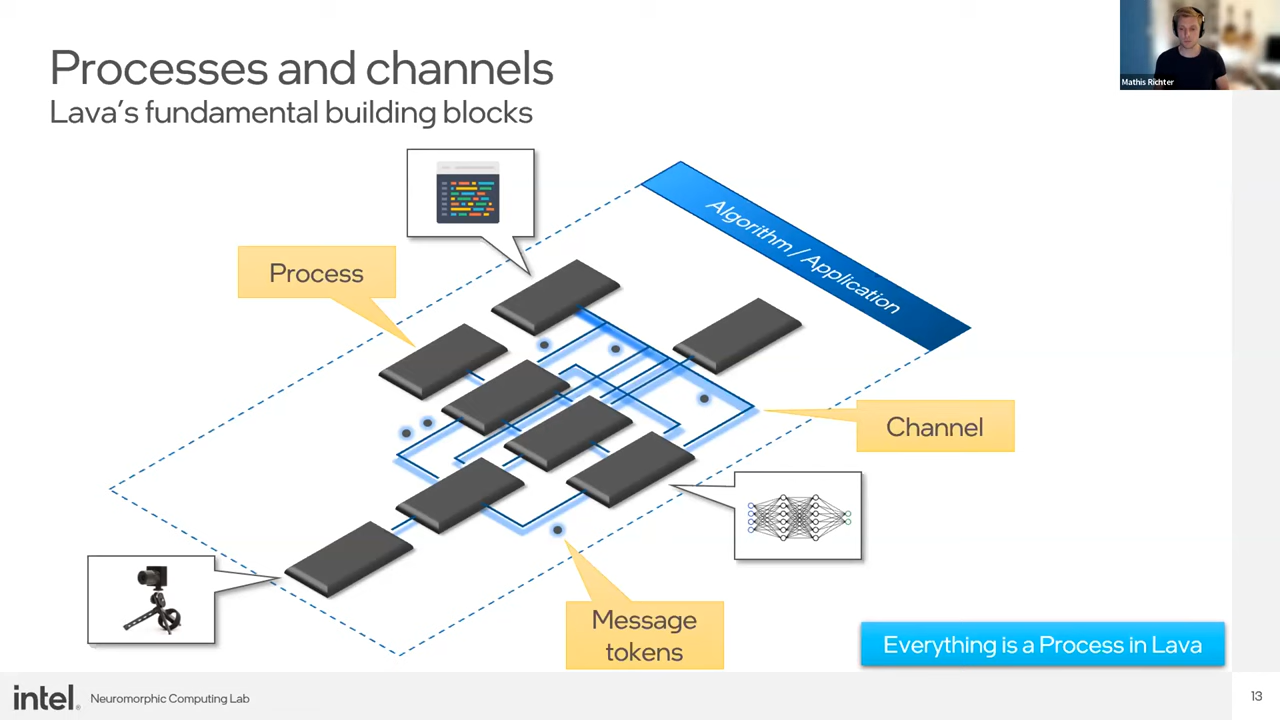 Processes and channels
Lava's fundamental building blocks
Mathis Richter
Algorithm / Application
Process
Channel
Message
tokens
Everything is a Process in Lava
intel.
Neuromorphic Computing Lab
13